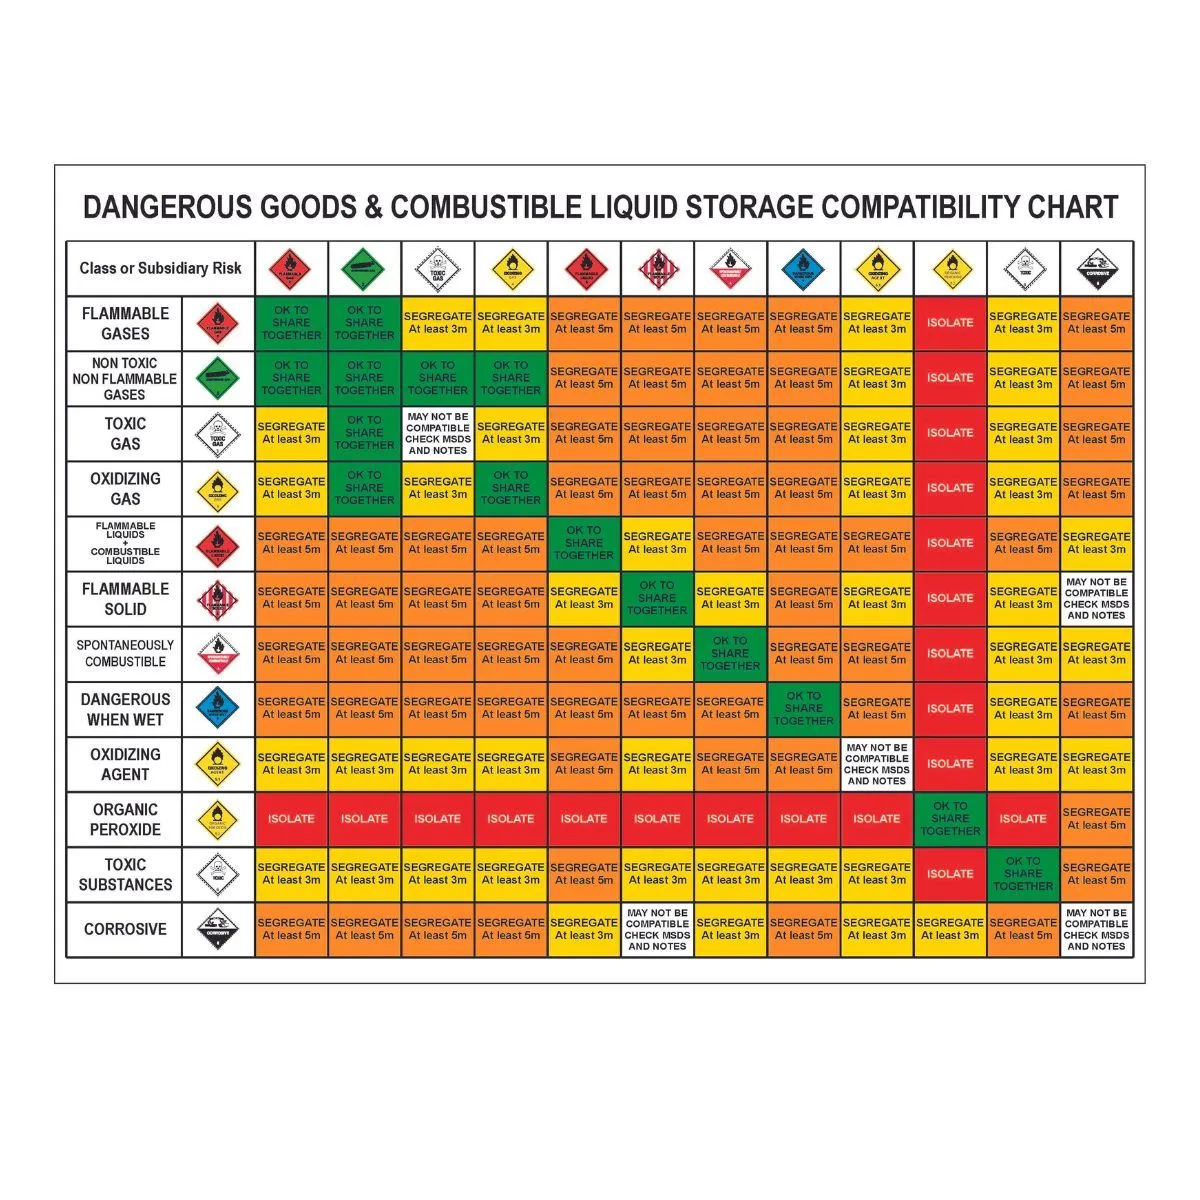 DANGEROUS GOODS & COMBUSTIBLE LIQUID STORAGE COMPATIBILITY CHART
Class or Subsidiary Risk TOXIC GAS TOXIC CORROSIVE
FLAMMABLE GASES OK TO SHARE TOGETHER OK TO SHARE TOGETHER SEGREGATE At least 3m SEGREGATE At least 3m SEGREGATE At least 5m SEGREGATE At least 5m SEGREGATE At least 5m SEGREGATE At least 5m SEGREGATE At least 3m ISOLATE SEGREGATE At least 3m SEGREGATE At least 5m
NON TOXIC NON FLAMMABLE GASES OK TO SHARE TOGETHER OK TO SHARE TOGETHER OK TO SHARE TOGETHER OK TO SHARE TOGETHER SEGREGATE At least 5m SEGREGATE At least 5m SEGREGATE At least 5m SEGREGATE At least 5m SEGREGATE At least 3m ISOLATE SEGREGATE At least 3m SEGREGATE At least 5m
TOXIC GAS TOXIC GAS SEGREGATE At least 3m OK TO SHARE TOGETHER MAY NOT BE COMPATIBLE CHECK MSDS AND NOTES SEGREGATE At least 3m SEGREGATE At least 5m SEGREGATE At least 5m SEGREGATE At least 5m SEGREGATE At least 5m SEGREGATE At least 3m ISOLATE SEGREGATE At least 3m SEGREGATE At least 5m
OXIDIZING GAS SEGREGATE At least 3m OK TO SHARE TOGETHER SEGREGATE At least 3m OK TO SHARE TOGETHER SEGREGATE At least 5m SEGREGATE At least 5m SEGREGATE At least 5m SEGREGATE At least 5m SEGREGATE At least 3m ISOLATE SEGREGATE At least 3m SEGREGATE At least 5m
FLAMMABLE LIQUIDS + COMBUSTIBLE LIQUIDS SEGREGATE At least 5m SEGREGATE At least 5m SEGREGATE At least 5m SEGREGATE At least 5m OK TO SHARE TOGETHER SEGREGATE At least 3m SEGREGATE At least 5m SEGREGATE At least 5m SEGREGATE At least 5m ISOLATE SEGREGATE At least 5m SEGREGATE At least 3m
FLAMMABLE SOLID SEGREGATE At least 5m SEGREGATE At least 5m SEGREGATE At least 5m SEGREGATE At least 5m SEGREGATE At least 3m OK TO SHARE TOGETHER SEGREGATE At least 3m SEGREGATE At least 5m SEGREGATE At least 3m ISOLATE SEGREGATE At least 3m MAY NOT BE COMPATIBLE CHECK MSDS AND NOTES
SPONTANEOUSLY COMBUSTIBLE SEGREGATE At least 5m SEGREGATE At least 5m SEGREGATE At least 5m SEGREGATE At least 5m SEGREGATE At least 5m SEGREGATE At least 3m OK TO SHARE TOGETHER SEGREGATE At least 5m SEGREGATE At least 5m ISOLATE SEGREGATE At least 3m SEGREGATE At least 3m
DANGEROUS WHEN WET SEGREGATE At least 5m SEGREGATE At least 5m SEGREGATE At least 5m SEGREGATE At least 5m SEGREGATE At least 5m SEGREGATE At least 5m SEGREGATE At least 5m OK TO SHARE TOGETHER SEGREGATE At least 5m ISOLATE SEGREGATE At least 3m SEGREGATE At least 5m
OXIDIZING AGENT SEGREGATE At least 3m SEGREGATE At least 3m SEGREGATE At least 3m SEGREGATE At least 3m SEGREGATE At least 5m SEGREGATE At least 3m SEGREGATE At least 5m SEGREGATE At least 5m MAY NOT BE COMPATIBLE CHECK MSDS AND NOTES ISOLATE SEGREGATE At least 3m SEGREGATE At least 3m
ORGANIC PEROXIDE ISOLATE ISOLATE ISOLATE ISOLATE ISOLATE ISOLATE ISOLATE ISOLATE ISOLATE OK TO SHARE TOGETHER ISOLATE SEGREGATE At least 5m
TOXIC SUBSTANCES TOXIC SEGREGATE At least 3m SEGREGATE At least 3m SEGREGATE At least 3m SEGREGATE At least 3m SEGREGATE At least 5m SEGREGATE At least 3m SEGREGATE At least 3m SEGREGATE At least 3m SEGREGATE At least 3m ISOLATE OK TO SHARE TOGETHER SEGREGATE At least 5m
CORROSIVE CORROSIVE SEGREGATE At least 5m SEGREGATE At least 5m SEGREGATE At least 5m SEGREGATE At least 5m SEGREGATE At least 3m MAY NOT BE COMPATIBLE CHECK MSDS AND NOTES SEGREGATE At least 3m SEGREGATE At least 5m SEGREGATE At least 3m SEGREGATE At least 3m SEGREGATE At least 5m MAY NOT BE COMPATIBLE CHECK MSDS AND NOTES